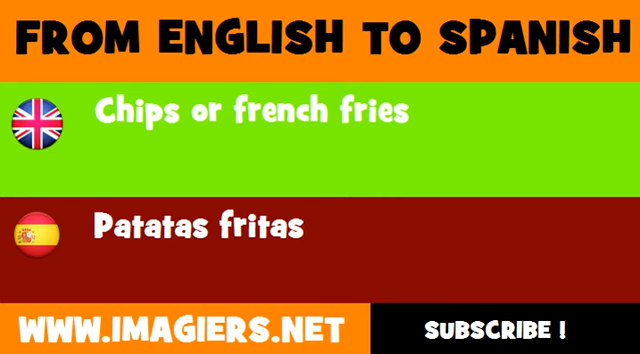 FROM ENGLISH TO SPANISH
Chips or french fries
Patatas fritas
WWW.IMAGIERS.NET
SUBSCRIBE !